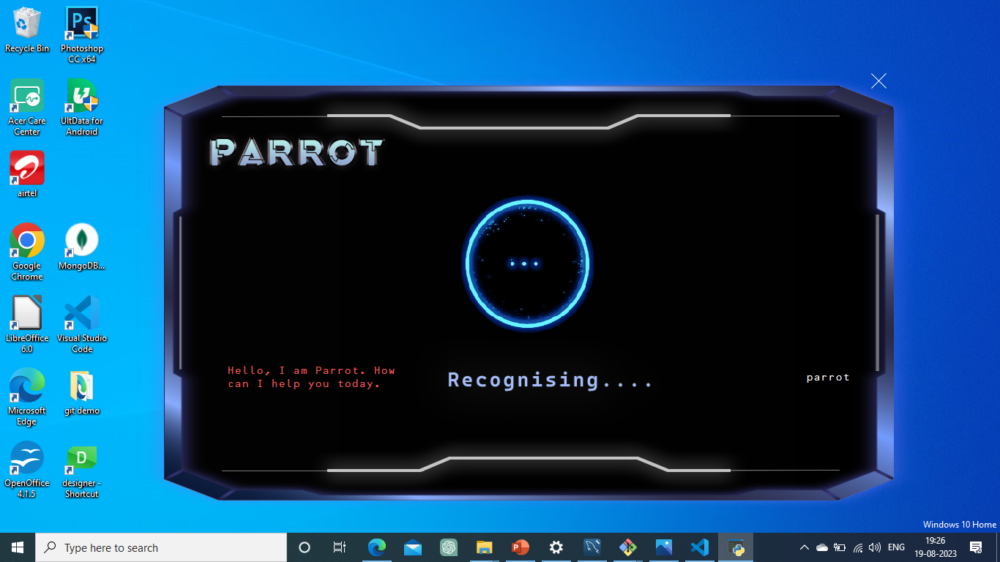 Recycle Bin
Photoshop
CC x64
Acer Care
Center
UltData for
Android
airtel
Google
Chrome
MongoDB...
LibreOffice
6.0
Visual Studio
Code
Microsoft
Edge
git demo
OpenOffice
4.1.5
designer -
Shortcut
Ps
D
PARROT
Hello, I am Parrot. How
can I help you today.
Recognising....
parrot
Windows 10 Home
Type here to search
P
ENG
19:26
19-08-2023